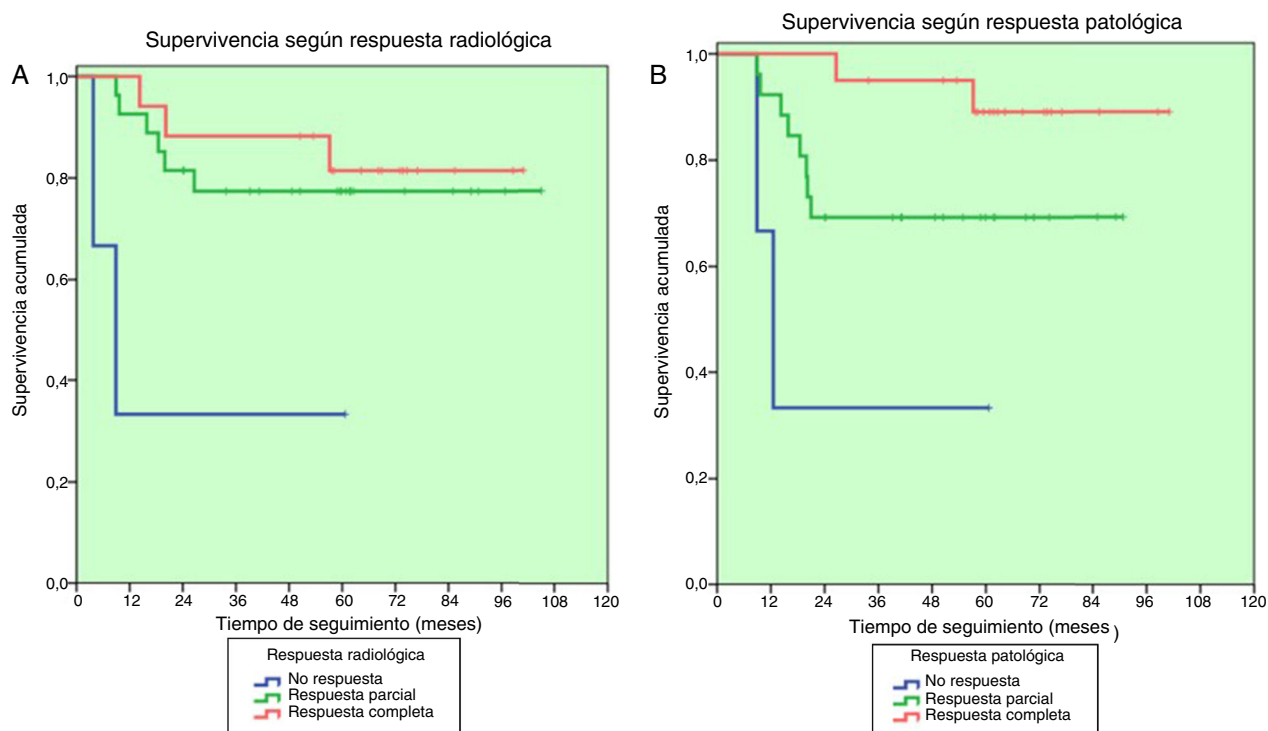 Supervivencia según respuesta radiológica
A
Supervivencia acumulada
1,0
0,8
0,6
0,4
0,2
0,0
0 12 24 36 48 60 72 84 96 108 120
Tiempo de seguimiento (meses)
Respuesta radiológica
No respuesta
Respuesta parcial
Respuesta completa
Supervivencia según respuesta patológica
B
Supervivencia acumulada
1,0
0,8
0,6
0,4
0,2
0,0
0 12 24 36 48 60 72 84 96 108 120
Tiempo de seguimiento (meses)
Respuesta patológica
No respuesta
Respuesta parcial
Respuesta completa